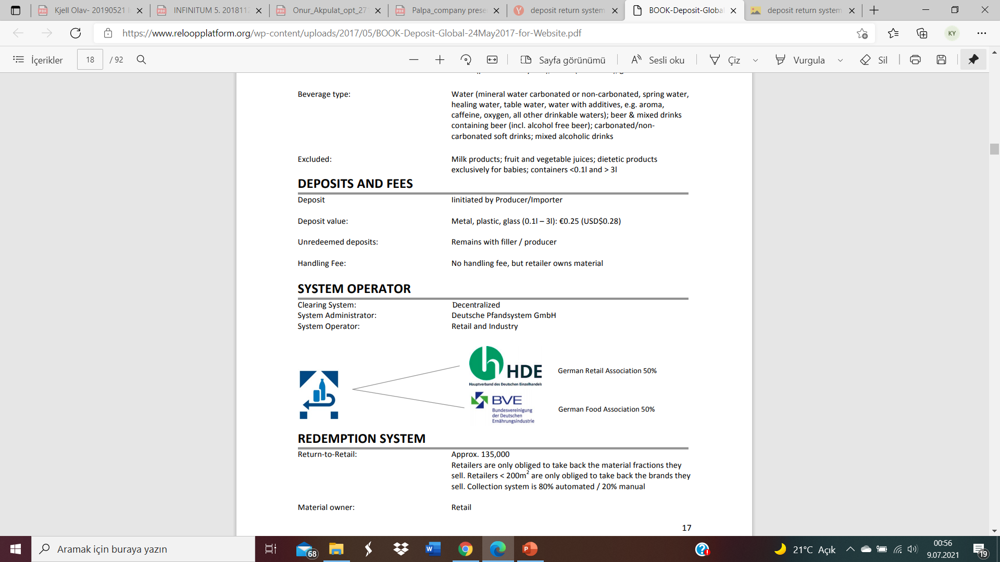 Kjell Olav- 20190521
INFINITUM 5. 201811
Onur_Akpulat_opt_27
Palpa_company prese
deposit return system
BOOK-Deposit-Global
deposit return system
https://www.reloopplatform.org/wp-content/uploads/2017/05/BOOK-Deposit-Global-24May2017-for-Website.pdf
KY
İçerikler
18
/ 92
Sayfa görünümü
Sesli oku
Çiz
Vurgula
Sil
Beverage type:
Water (mineral water carbonated or non-carbonated, spring water,
healing water, table water, water with additives, e.g. aroma,
caffeine, oxygen, all other drinkable waters); beer & mixed drinks
containing beer (incl. alcohol free beer); carbonated/non-
carbonated soft drinks; mixed alcoholic drinks
Excluded:
Milk products; fruit and vegetable juices; dietetic products
exclusively for babies; containers <0.1l and > 3l
DEPOSITS AND FEES
Deposit
Iinitiated by Producer/Importer
Deposit value:
Metal, plastic, glass (0.1l – 3l): €0.25 (USD$0.28)
Unredeemed deposits:
Remains with filler / producer
Handling Fee:
No handling fee, but retailer owns material
SYSTEM OPERATOR
Clearing System:
Decentralized
System Administrator:
Deutsche Pfandsystem GmbH
System Operator:
Retail and Industry
HDE
Hauptverband des Deutschen Einzelhandels
German Retail Association 50%
BVE
Bundesvereinigung
der Deutschen
Ernährungsindustrie
German Food Association 50%
REDEMPTION SYSTEM
Return-to-Retail:
Approx. 135,000
Retailers are only obliged to take back the material fractions they
sell. Retailers < 200m2 are only obliged to take back the brands they
sell. Collection system is 80% automated / 20% manual
Material owner:
Retail
17
Aramak için buraya yazın
68
21°C Açık
00:56
9.07.2021
19